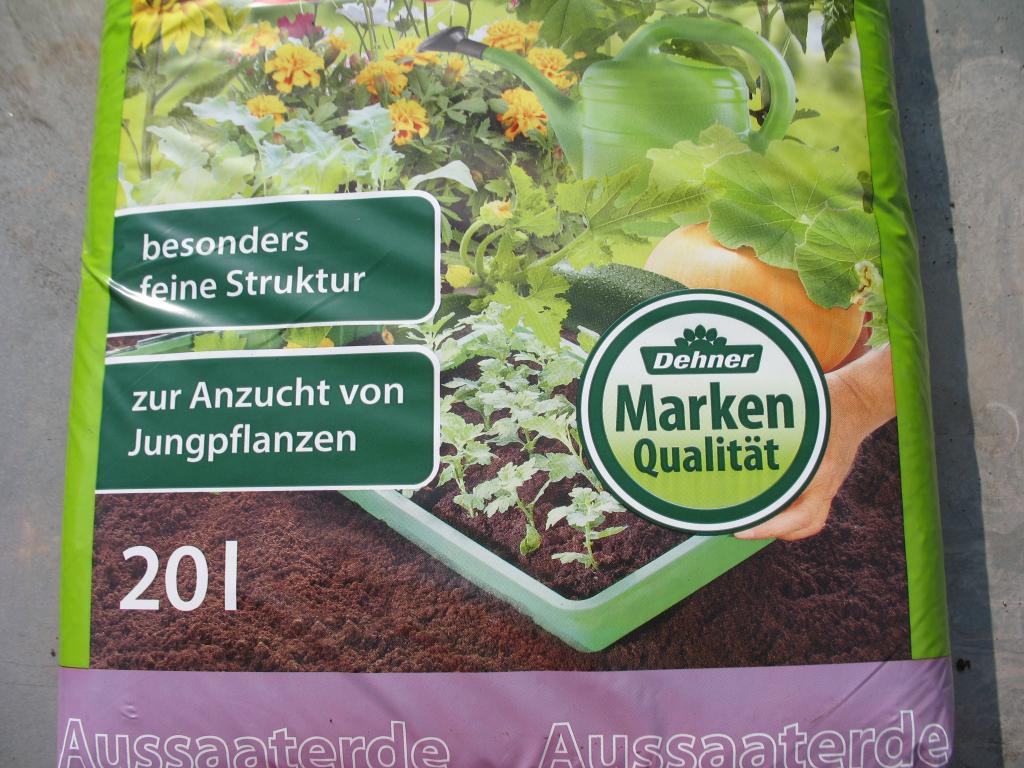 besonders
feine Struktur
zur Anzucht von
Jungpflanzen
Dehner
Marken
Qualität
20 l
Aussaaterde Aussaaterde